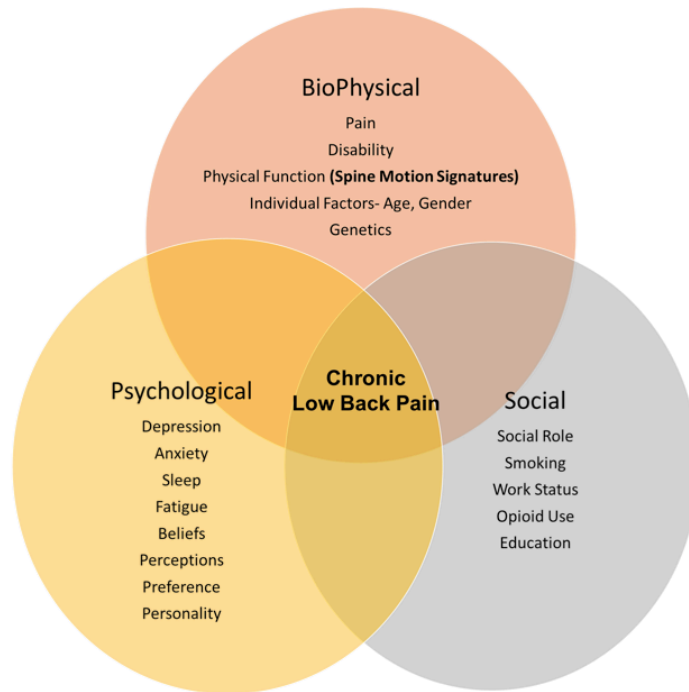 BioPhysical
Pain
Disability
Physical Function (Spine Motion Signatures)
Individual Factors- Age, Gender
Genetics
Chronic
Low Back Pain
Psychological
Depression
Anxiety
Sleep
Fatigue
Beliefs
Perceptions
Preference
Personality
Social
Social Role
Smoking
Work Status
Opioid Use
Education